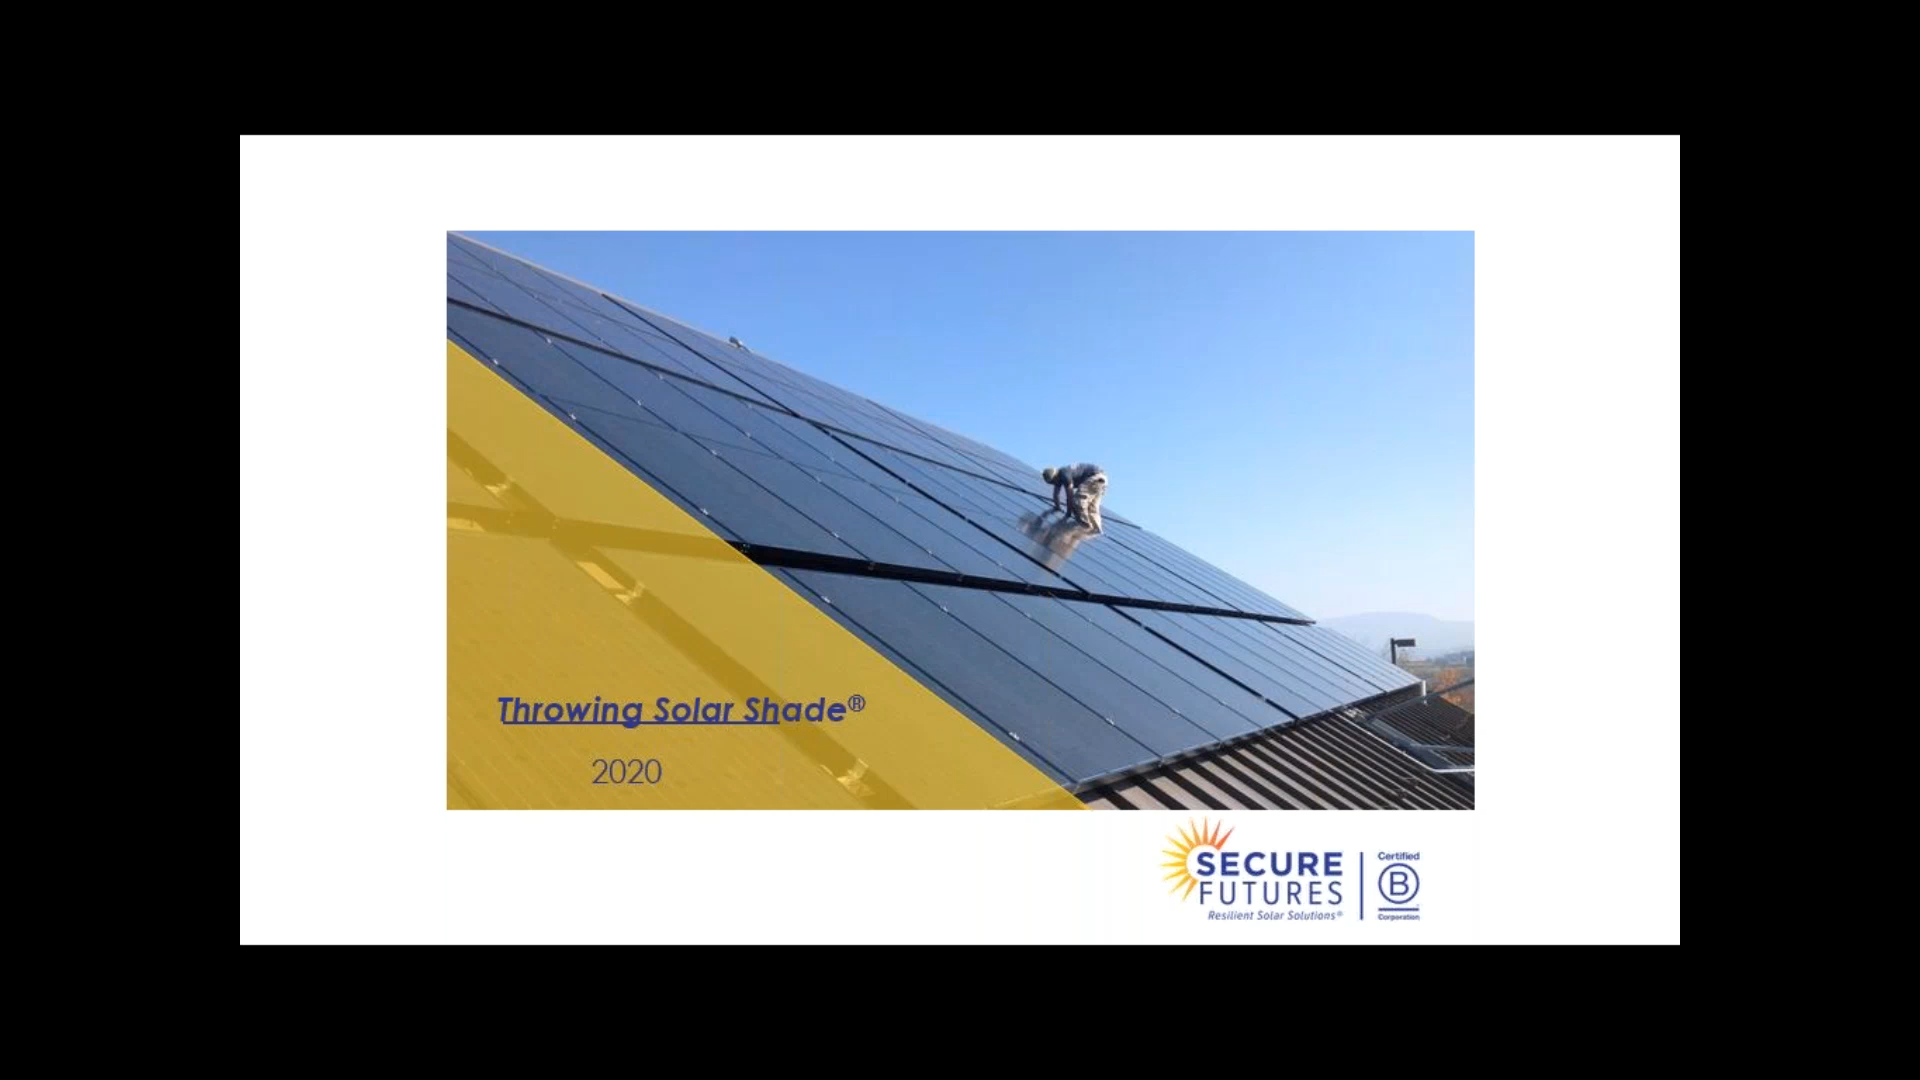 Throwing Solar Shade®
2020
SECURE
FUTURES
Resilient Solar Solutions®
Certified
B
Corporation